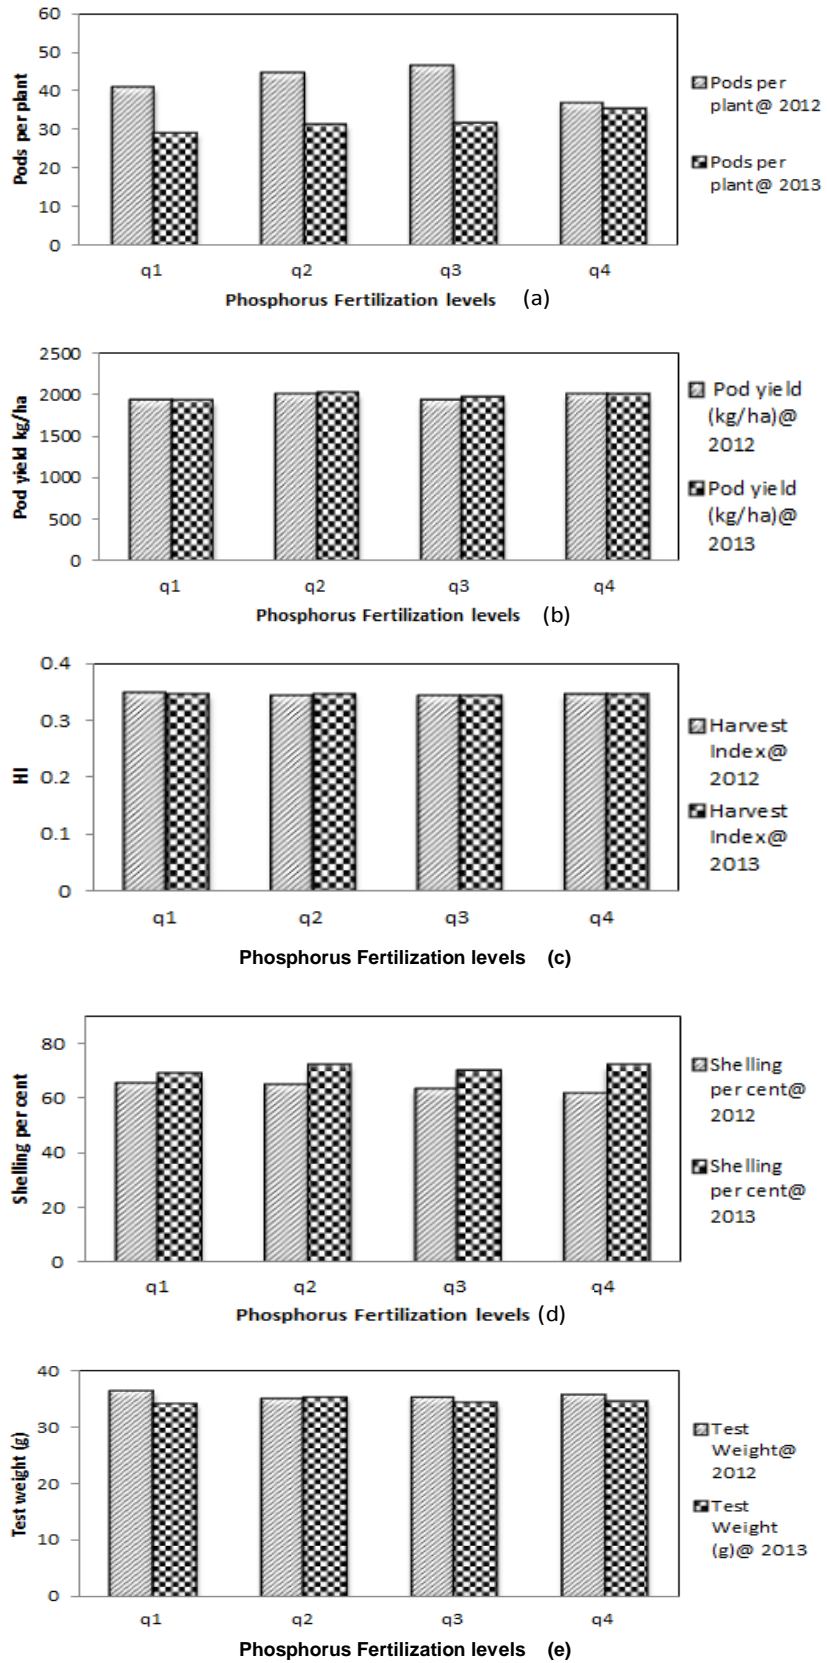 60
50
40
30
20
10
0
Pods per plant
q1 q2 q3 q4
Phosphorus Fertilization levels (a)
Pods per
plant@ 2012
Pods per
plant@ 2013
2500
2000
1500
1000
500
0
Pod yield kg/ha
q1 q2 q3 q4
Phosphorus Fertilization levels (b)
Pod yield
(kg/ha)@
2012
Pod yield
(kg/ha)@
2013
0.4
0.3
0.2
0.1
0
HI
q1 q2 q3 q4
Phosphorus Fertilization levels (c)
Harvest
Index@
2012
Harvest
Index@
2013
80
60
40
20
0
Shelling per cent
q1 q2 q3 q4
Phosphorus Fertilization levels (d)
Shelling
per cent@
2012
Shelling
per cent@
2013
40
30
20
10
0
Test weight (g)
q1 q2 q3 q4
Phosphorus Fertilization levels (e)
Test
Weight@
2012
Test
Weight
(g)@ 2013